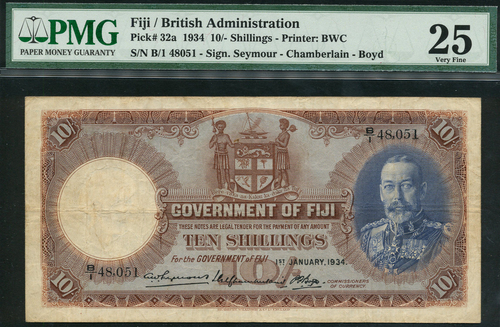 PMG
PAPER MONEY GUARANTY
Fiji / British Administration
Pick# 32a 1934 10/- Shillings - Printer: BWC
S/N B/1 48051 - Sign. Seymour - Chamberlain - Boyd
25
Very Fine
10/-
10/-
B/1 48,051
GOVERNMENT OF FIJI
THESE NOTES ARE LEGAL TENDER FOR THE PAYMENT OF ANY AMOUNT
TEN SHILLINGS
For the GOVERNMENT of FIJI
1ST JANUARY, 1934.
B/1 48,051
COMMISSIONERS
OF CURRENCY
10/-
10/-